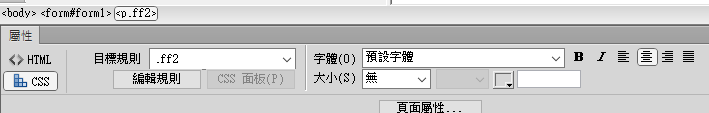 <body> <form#form1> <p.ff2>
屬性
<> HTML 目標規則 .ff2 字體(O) 預設字體 B I
CSS 編輯規則 CSS 面板(P) 大小(S) 無
頁面屬性...